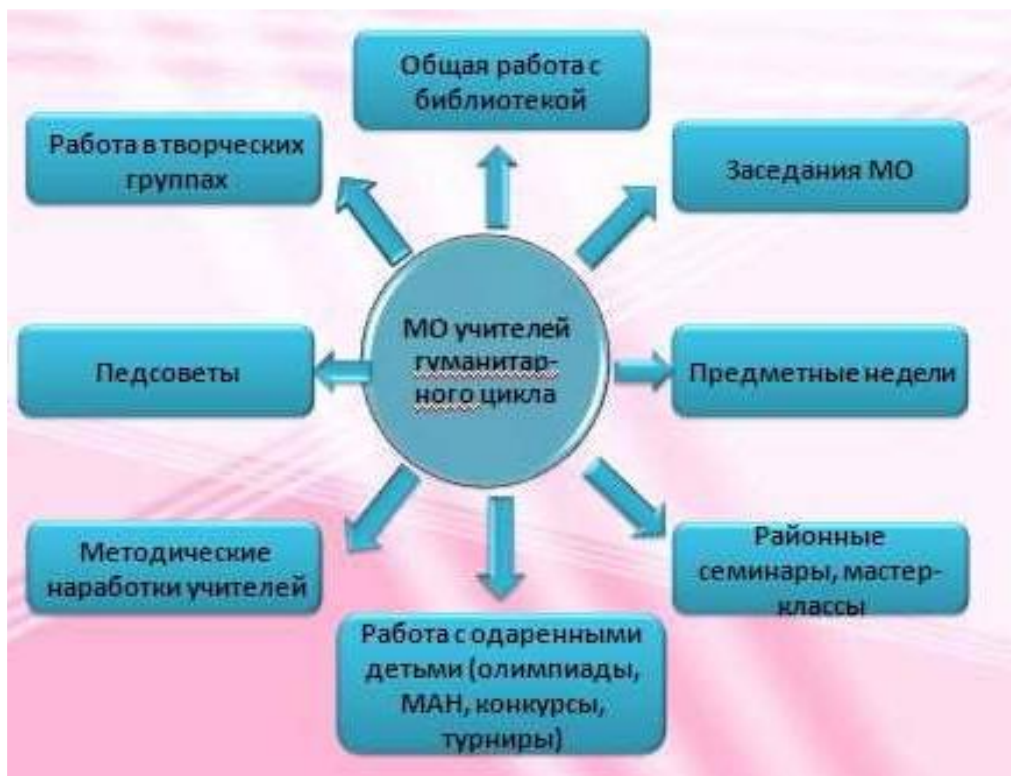 Общая работа с
библиотекой
Работа в творческих
группах
Заседания МО
МО учителей
гуманитар-
ного цикла
Педсоветы
Предметные недели
Методические
наработки учителей
Районные
семинары, мастер-
классы
Работа с одаренными
детьми (олимпиады,
МАН, конкурсы,
турниры)